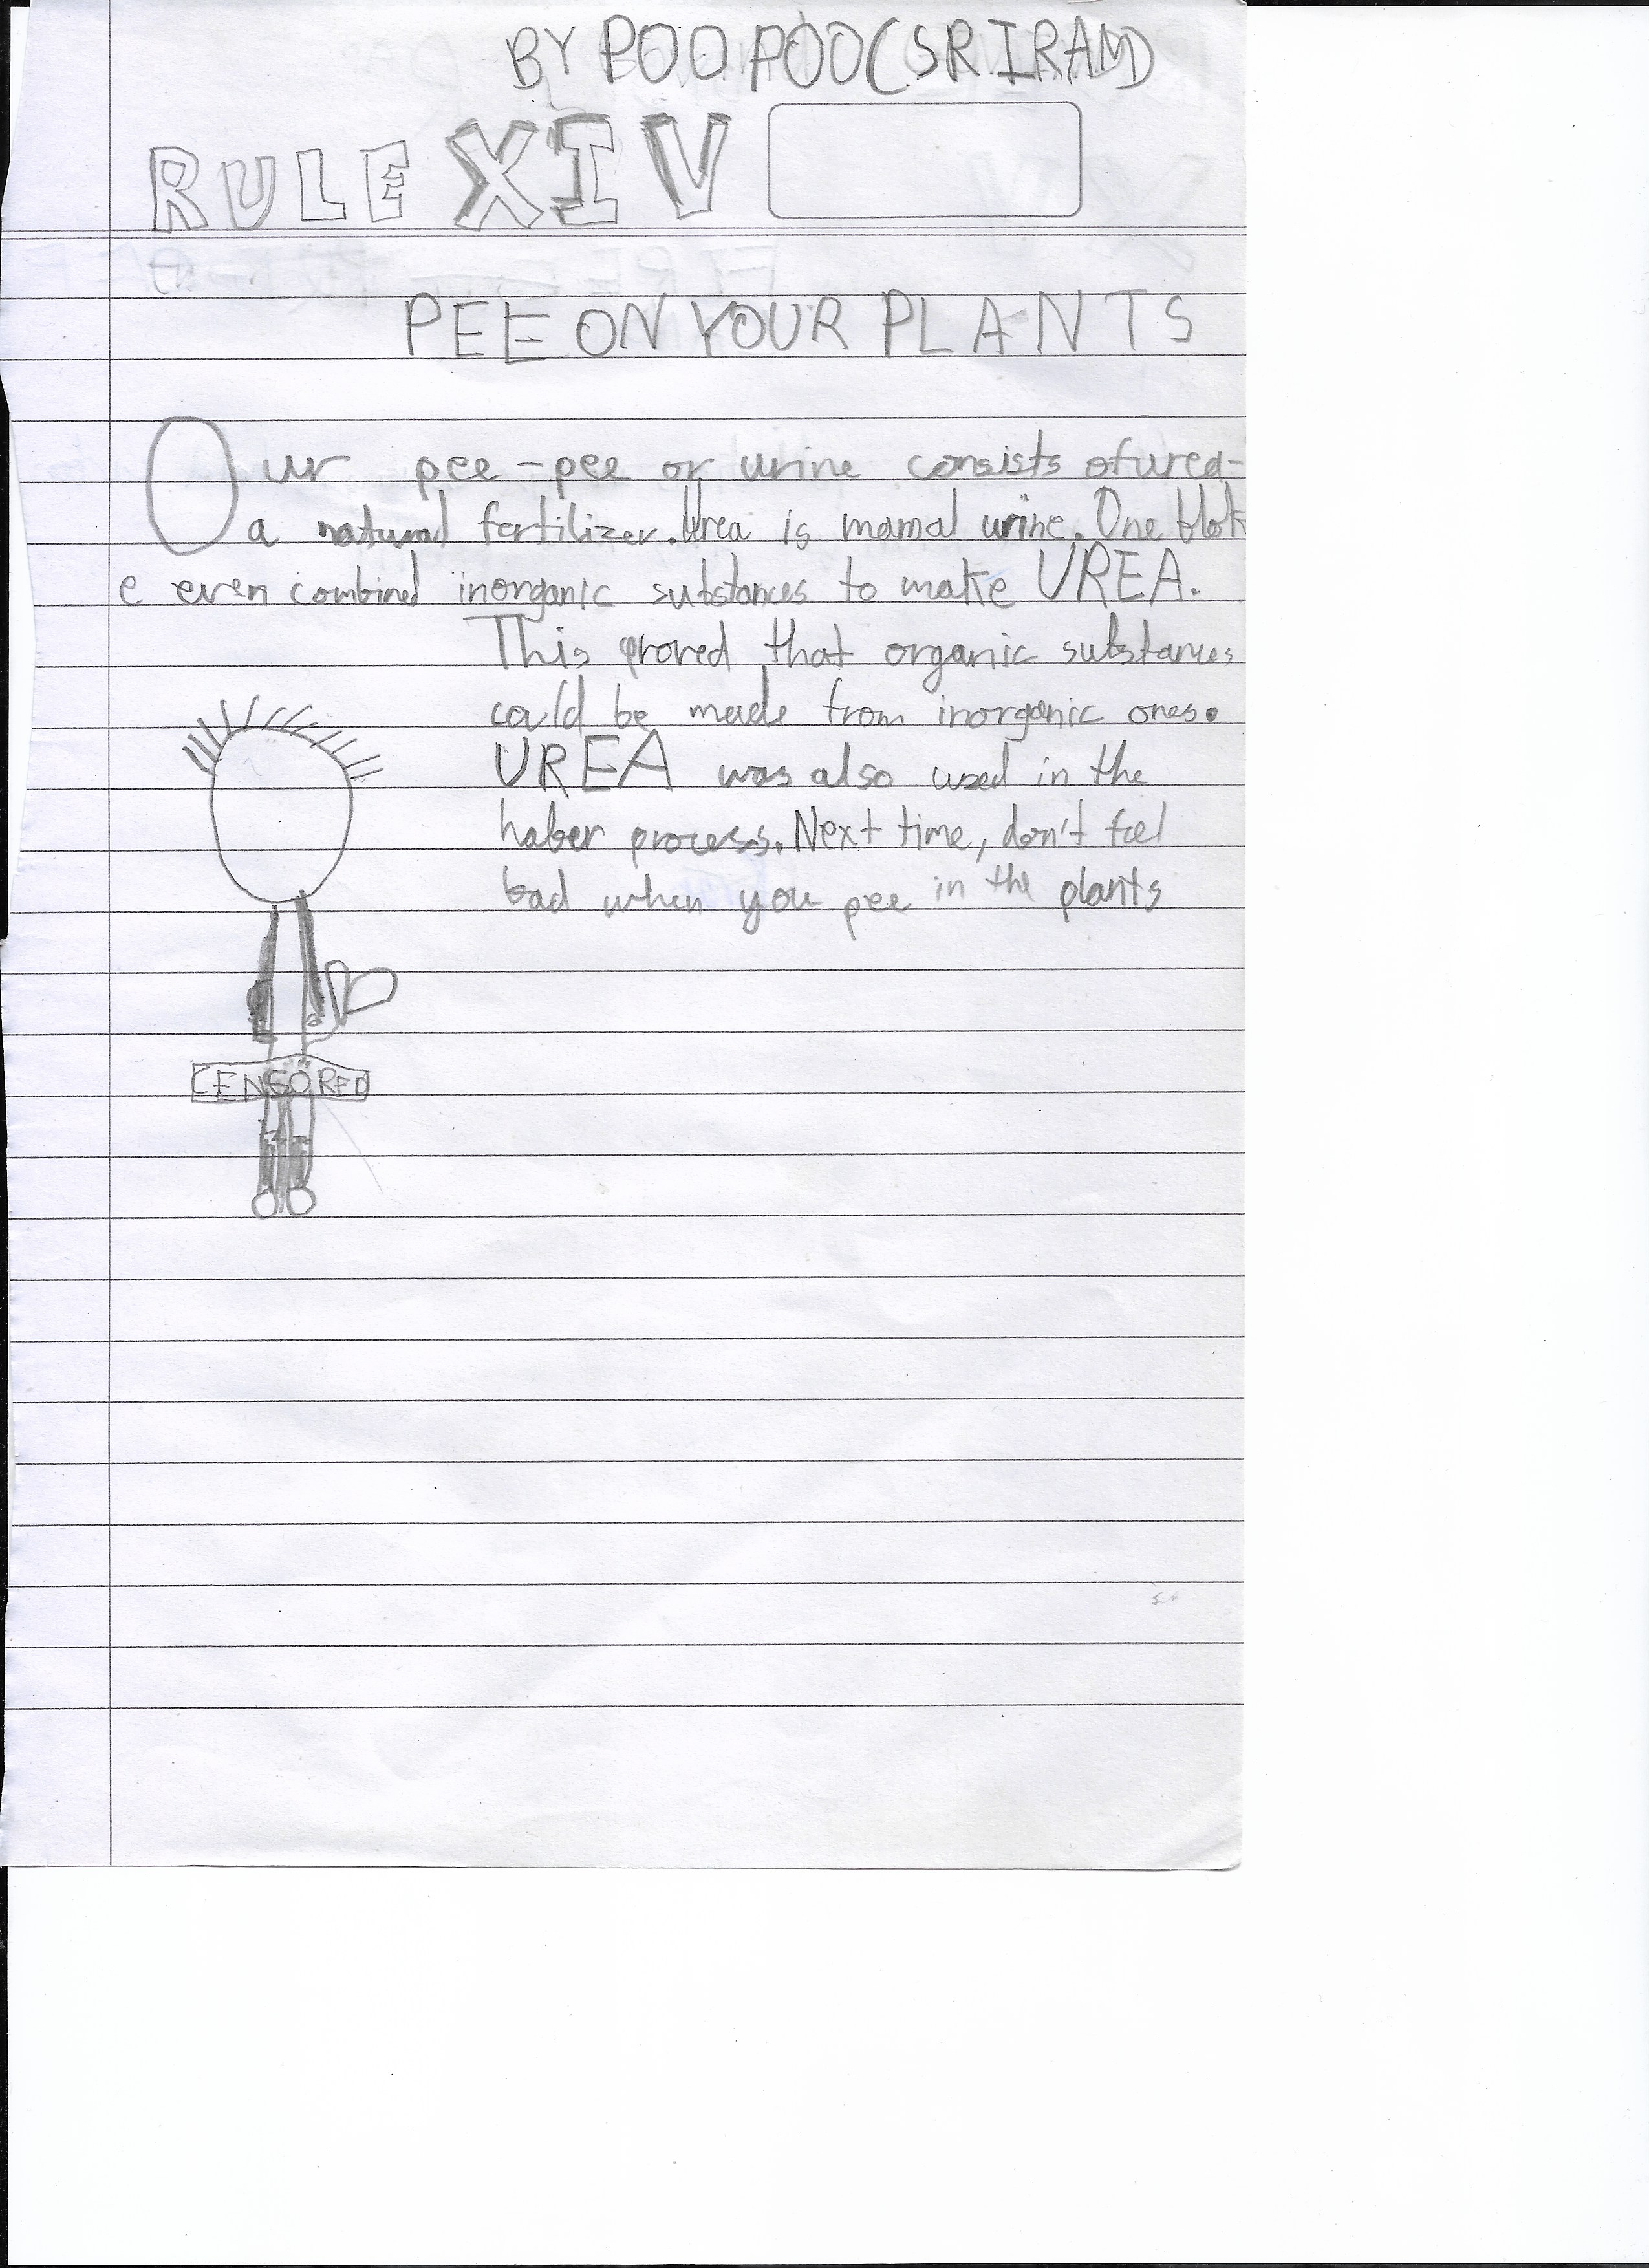 BY POO POO (SRIRAM)
RULE XIV
PEE ON YOUR PLANTS
Our pee-pee or urine consists of urea-
a natural fertilizer. Urea is mamal urine. One blok
e even combined inorganic substances to make UREA.
This proved that organic substances
could be made from inorganic ones.
UREA was also used in the
haber process. Next time, don't feel
bad when you pee in the plants
CENSORED